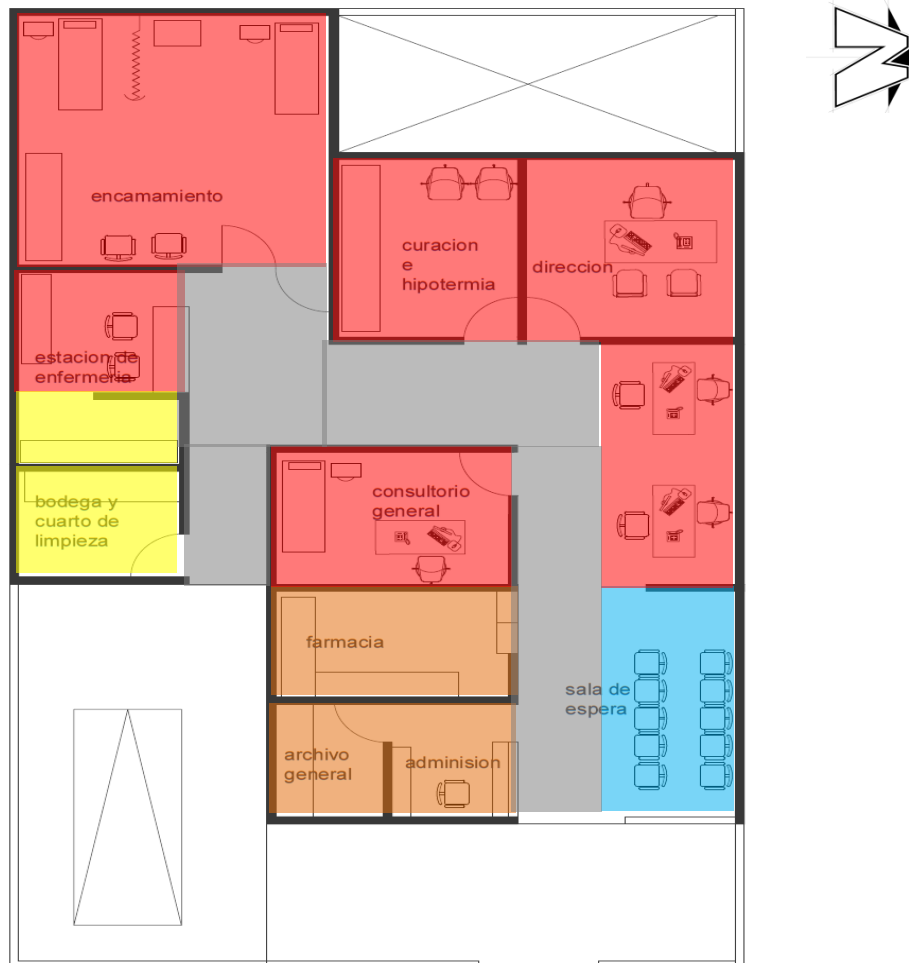 encamamiento
curacion
e
hipotermia
direccion
estacion de
enfermeria
bodega y
cuarto de
limpieza
consultorio
general
farmacia
sala de
espera
archivo
general
adminision